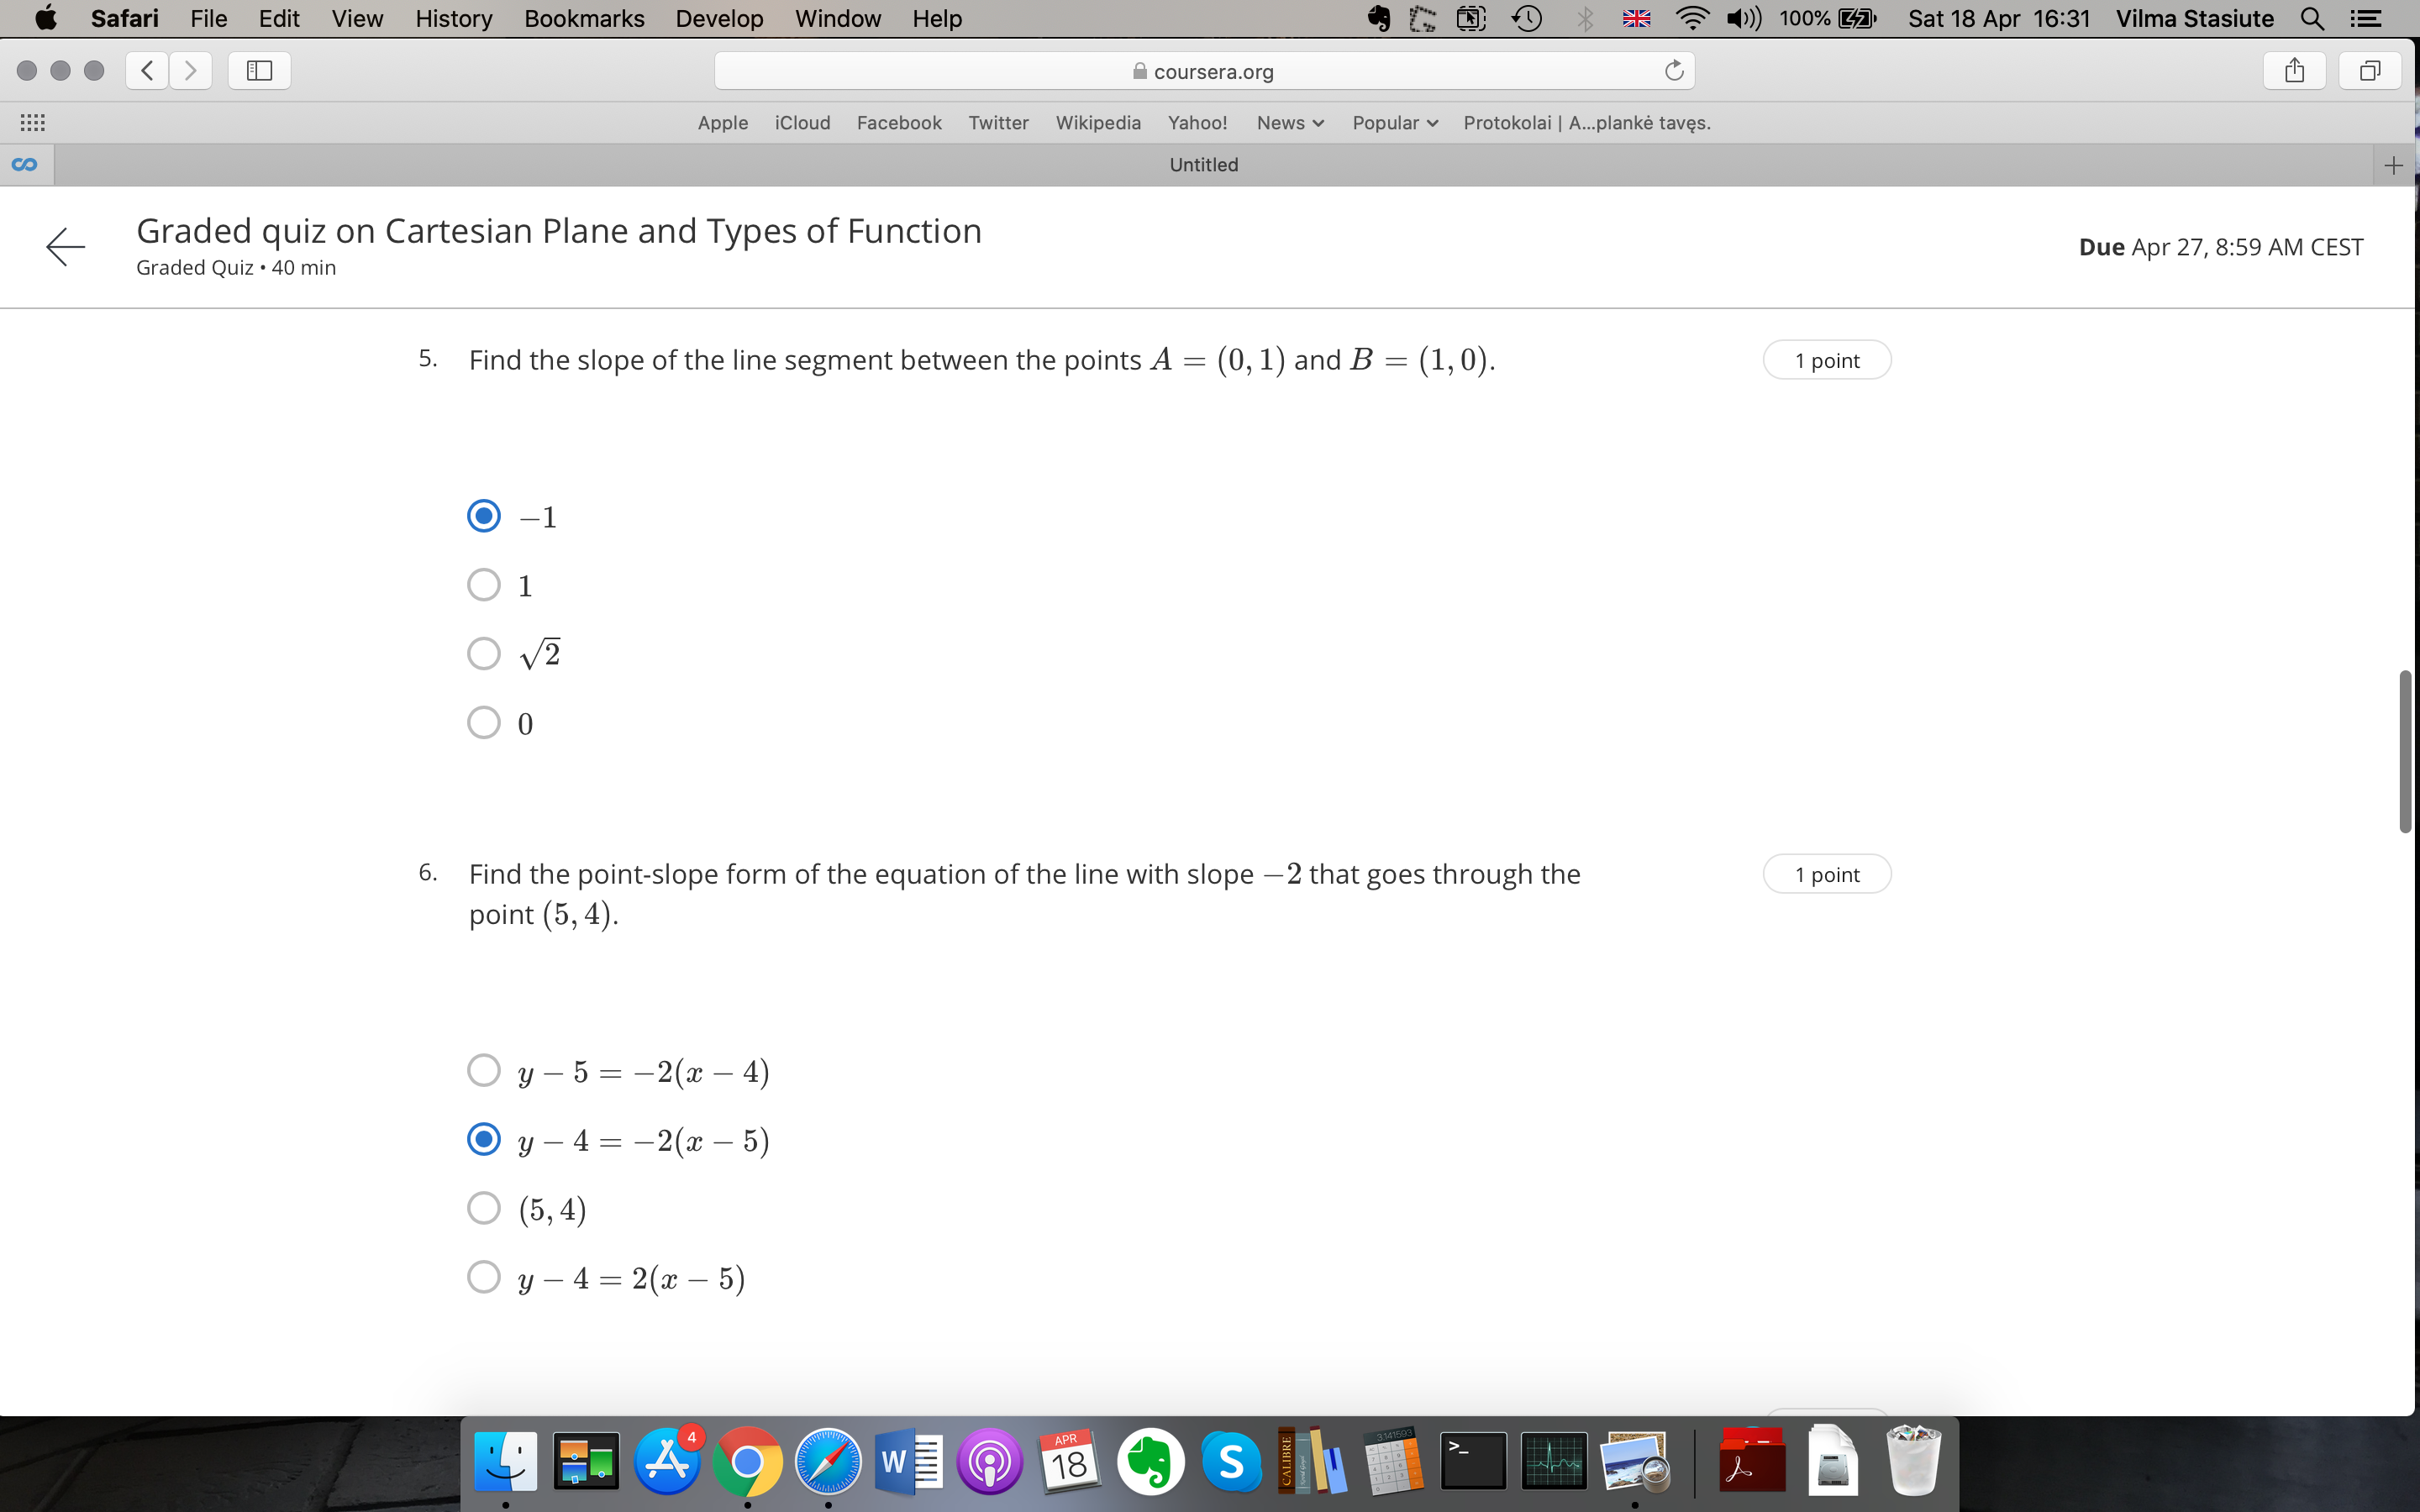 Safari File Edit View History Bookmarks Develop Window Help 100% Sat 18 Apr 16:31 Vilma Stasiute
coursera.org
Apple iCloud Facebook Twitter Wikipedia Yahoo! News Popular Protokolai | A...plankė tavęs.
Untitled
Graded quiz on Cartesian Plane and Types of Function
Graded Quiz • 40 min
Due Apr 27, 8:59 AM CEST
5. Find the slope of the line segment between the points A = (0, 1) and B = (1, 0). 1 point
−1
1
√2
0
6. Find the point-slope form of the equation of the line with slope −2 that goes through the 1 point
point (5, 4).
y − 5 = −2(x − 4)
y − 4 = −2(x − 5)
(5, 4)
y − 4 = 2(x − 5)
4
W
APR
18
S
CALIBRE
3.141593
>_